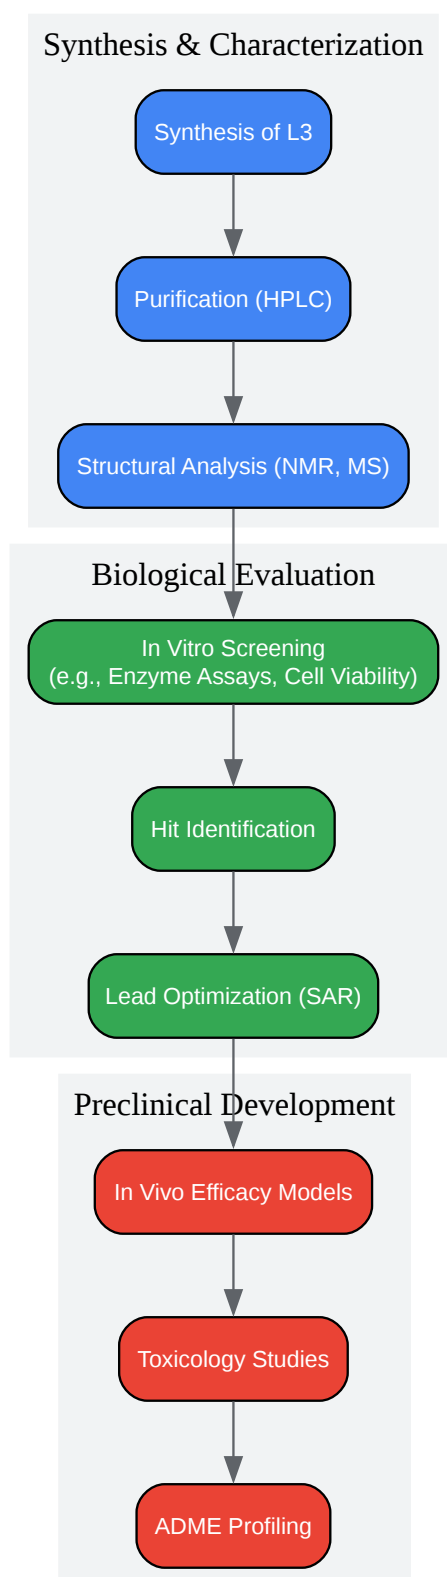 Synthesis & Characterization
Synthesis of L3
Purification (HPLC)
Structural Analysis (NMR, MS)
Biological Evaluation
In Vitro Screening
(e.g., Enzyme Assays, Cell Viability)
Hit Identification
Lead Optimization (SAR)
Preclinical Development
In Vivo Efficacy Models
Toxicology Studies
ADME Profiling